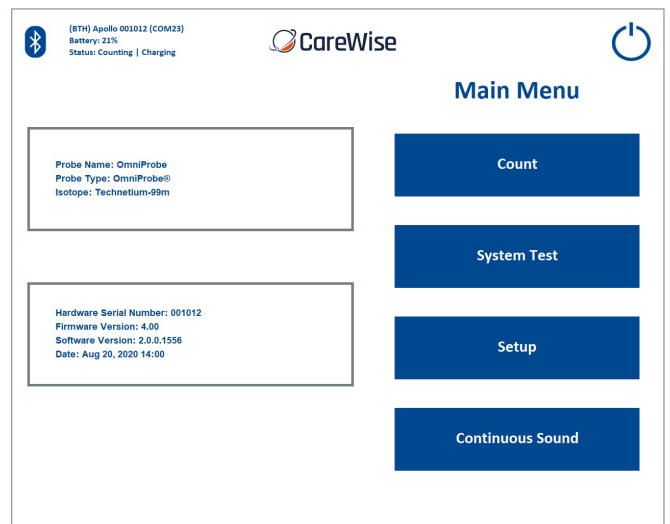 (BTH) Apollo 001012 (COM23)
Battery: 21%
Status: Counting | Charging
CareWise
Main Menu
Probe Name: OmniProbe
Probe Type: OmniProbe®
Isotope: Technetium-99m
Count
System Test
Hardware Serial Number: 001012
Firmware Version: 4.00
Software Version: 2.0.0.1556
Date: Aug 20, 2020 14:00
Setup
Continuous Sound